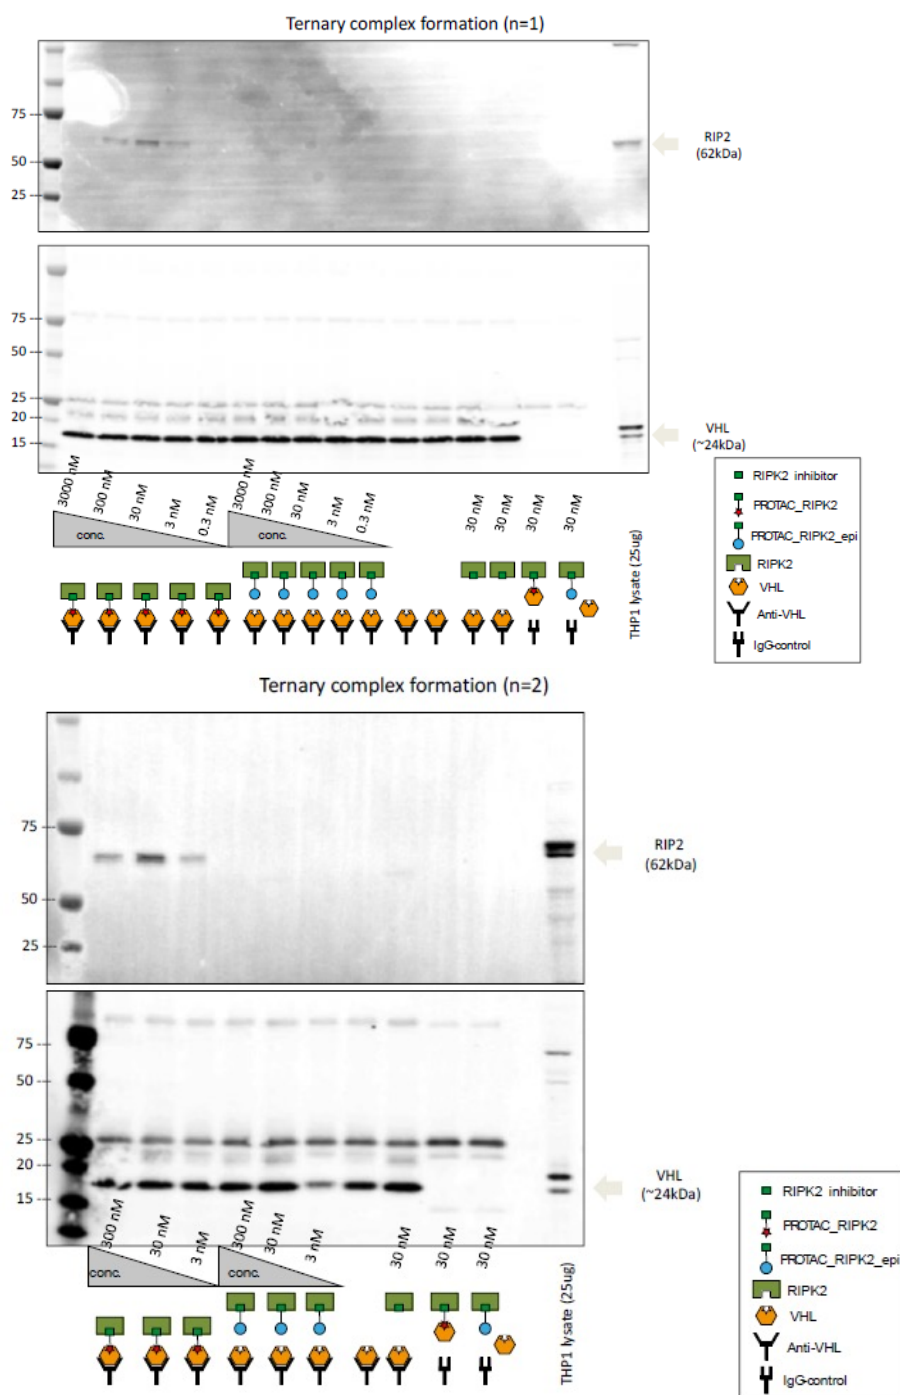 Ternary complex formation (n=1)
75
50
25
RIP2
(62kDa)
75
50
25
20
15
VHL
(~24kDa)
3000 nM
300 nM
30 nM
3 nM
0.3 nM
3000 nM
300 nM
30 nM
3 nM
0.3 nM
30 nM
30 nM
30 nM
30 nM
conc.
conc.
THP1 lysate (25ug)
RIPK2 inhibitor
PROTAC_RIPK2
PROTAC_RIPK2_epi
RIPK2
VHL
Anti-VHL
IgG-control
Ternary complex formation (n=2)
75
50
25
RIP2
(62kDa)
75
50
25
20
15
VHL
(~24kDa)
300 nM
30 nM
3 nM
300 nM
30 nM
3 nM
30 nM
30 nM
30 nM
conc.
conc.
THP1 lysate (25ug)
RIPK2 inhibitor
PROTAC_RIPK2
PROTAC_RIPK2_epi
RIPK2
VHL
Anti-VHL
IgG-control